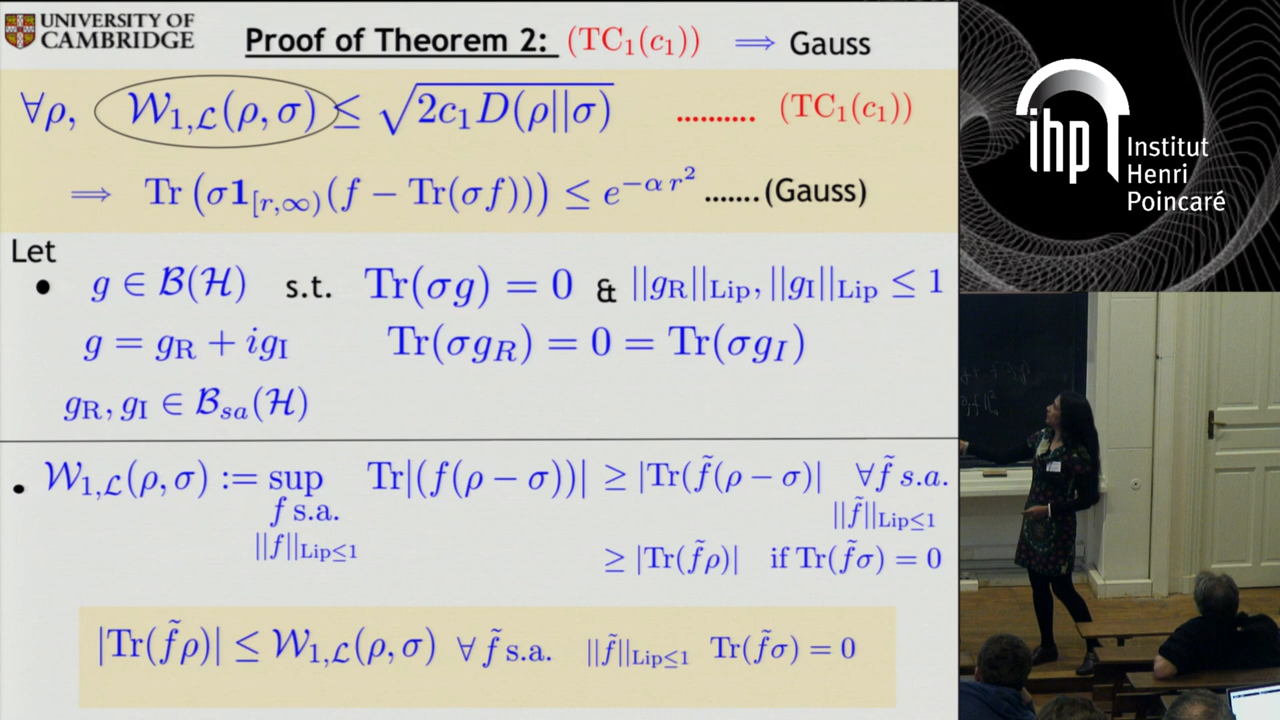 UNIVERSITY OF
CAMBRIDGE
Proof of Theorem 2: (TC₁(c₁)) ⟹ Gauss
∀ρ, 𝒲₁,𝓛(ρ, σ) ≤ √(2c₁D(ρ||σ)) .......... (TC₁(c₁))
⟹ Tr (σ𝟏_{[r,∞)}(f − Tr(σf))) ≤ e^{−α r²} .......(Gauss)
Let
• g ∈ ℬ(ℋ) s.t. Tr(σg) = 0 & ||g_R||_Lip, ||g_I||_Lip ≤ 1
g = g_R + ig_I Tr(σg_R) = 0 = Tr(σg_I)
g_R, g_I ∈ ℬ_sa(ℋ)
• 𝒲₁,𝓛(ρ, σ) := sup Tr|(f(ρ − σ))| ≥ |Tr(f̃(ρ − σ)| ∀f̃ s.a.
f s.a. ||f̃||_Lip≤1
||f||_Lip≤1 ≥ |Tr(f̃ρ)| if Tr(f̃σ) = 0
|Tr(f̃ρ)| ≤ 𝒲₁,𝓛(ρ, σ) ∀ f̃ s.a. ||f̃||_Lip≤1 Tr(f̃σ) = 0
ihp
Institut
Henri
Poincaré